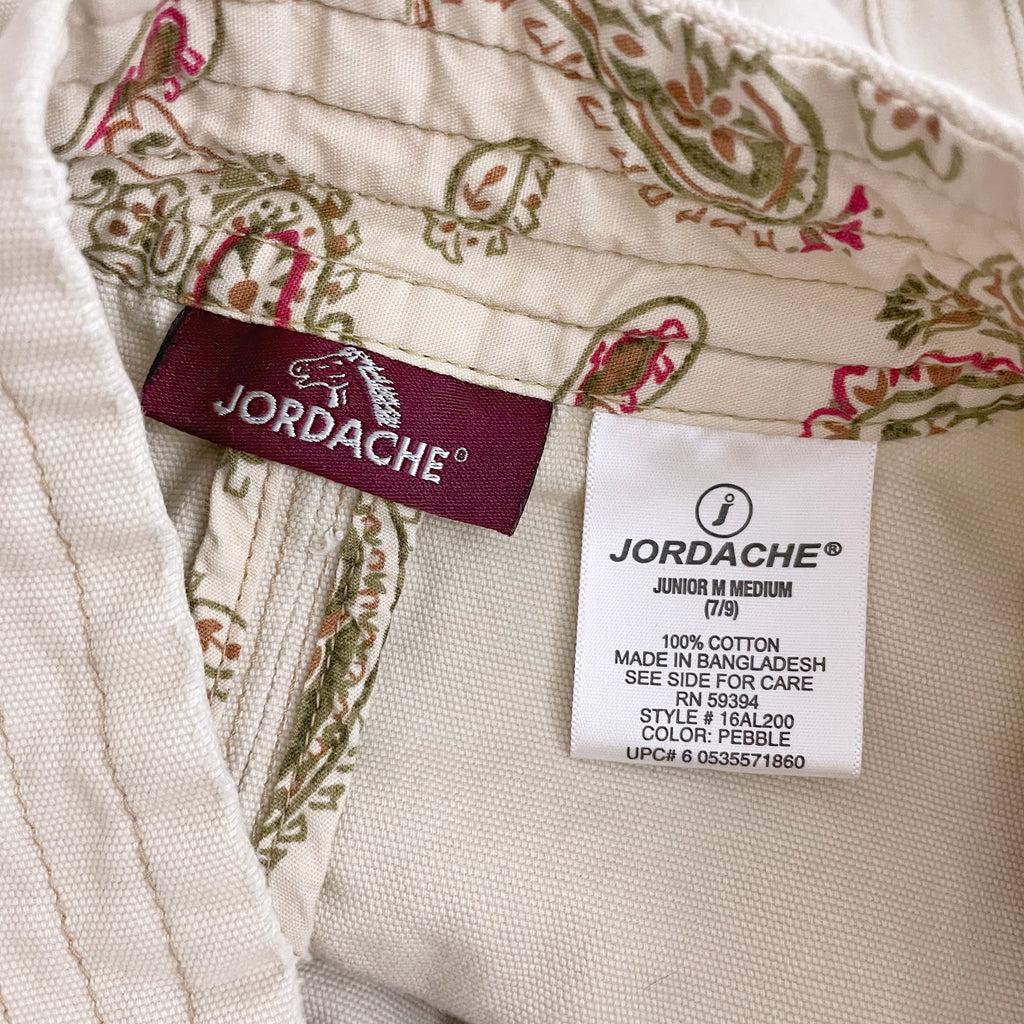 JORDACHE®
j
JORDACHE®
JUNIOR M MEDIUM
(7/9)
100% COTTON
MADE IN BANGLADESH
SEE SIDE FOR CARE
RN 59394
STYLE # 16AL200
COLOR: PEBBLE
UPC# 6 0535571860